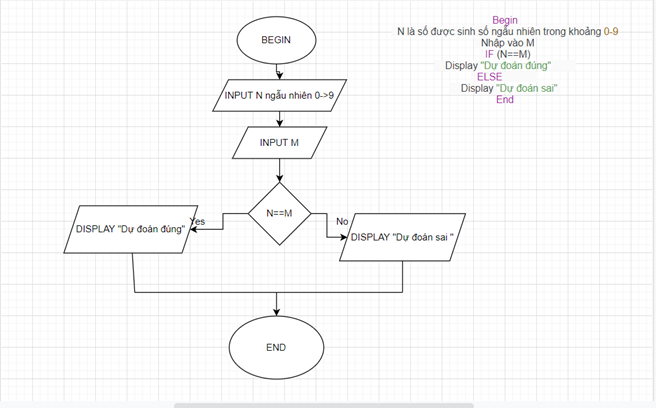 Begin
N là số được sinh số ngẫu nhiên trong khoảng 0-9
Nhập vào M
IF (N==M)
Display "Dự đoán đúng"
ELSE
Display "Dự đoán sai"
End
BEGIN
INPUT N ngẫu nhiên 0->9
INPUT M
N==M
Yes
No
DISPLAY "Dự đoán đúng"
DISPLAY "Dự đoán sai "
END